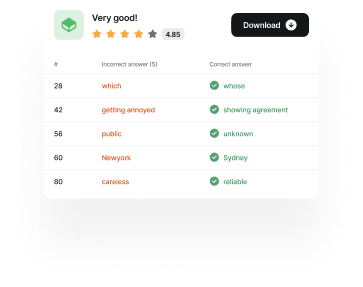 Very good!
4.85
Download
# Incorrect answer (5) Correct answer
28 which whose
42 getting annoyed showing agreement
56 public unknown
60 Newyork Sydney
80 careless reliable